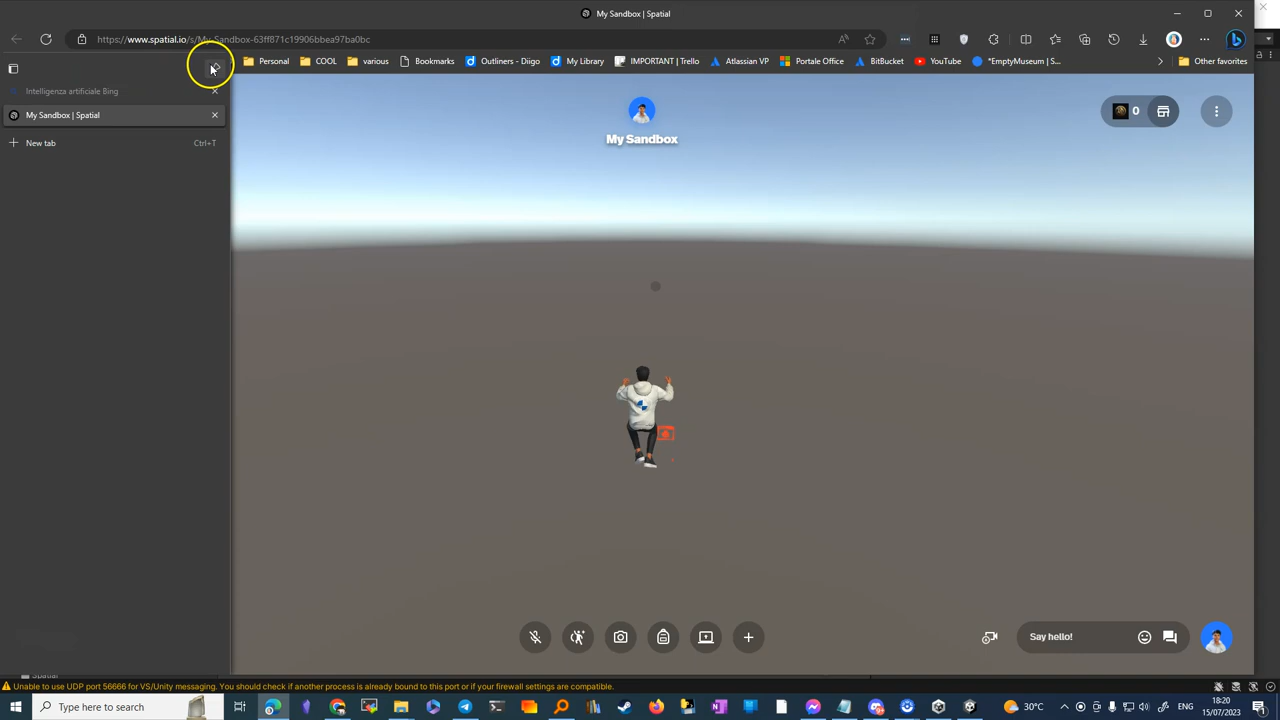 My Sandbox | Spatial
https://www.spatial.io/s/My-Sandbox-63ff871c19906bbea97ba0bc
Personal COOL various Bookmarks Outliners - Diigo My Library IMPORTANT | Trello Atlassian VP Portale Office BitBucket YouTube *EmptyMuseum | S... Other favorites
Intelligenza artificiale Bing
My Sandbox | Spatial
New tab Ctrl+T
0
My Sandbox
Say hello!
Spatial
Unable to use UDP port 56666 for VS/Unity messaging. You should check if another process is already bound to this port or if your firewall settings are compatible.
Type here to search
30°C
18:20
15/07/2023